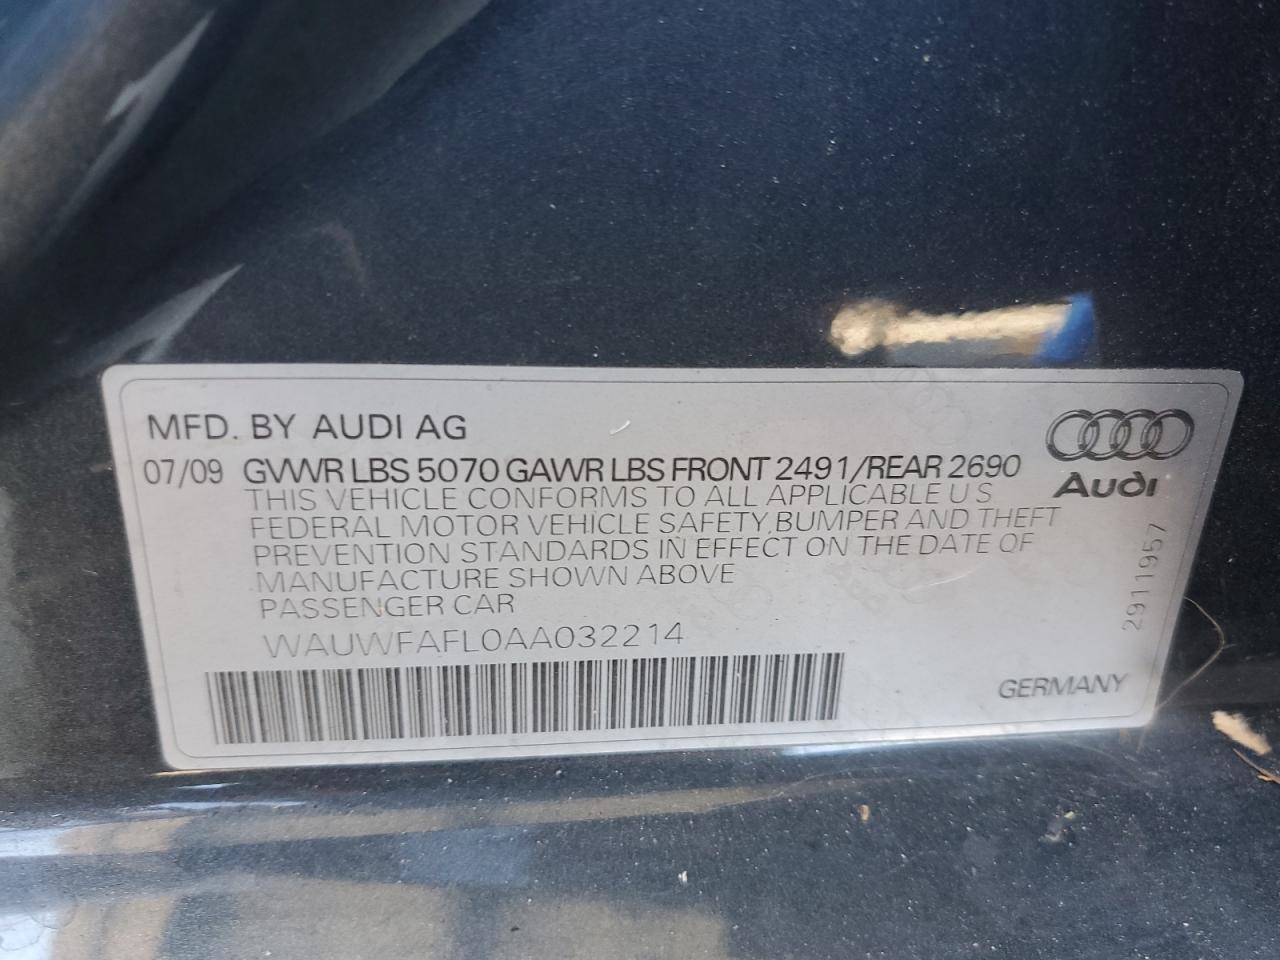 MFD. BY AUDI AG
07/09 GVWR LBS 5070 GAWR LBS FRONT 2491/REAR 2690
THIS VEHICLE CONFORMS TO ALL APPLICABLE U S
FEDERAL MOTOR VEHICLE SAFETY, BUMPER AND THEFT
PREVENTION STANDARDS IN EFFECT ON THE DATE OF
MANUFACTURE SHOWN ABOVE
PASSENGER CAR
WAUWFAFL0AA032214
Audi
2911957
GERMANY